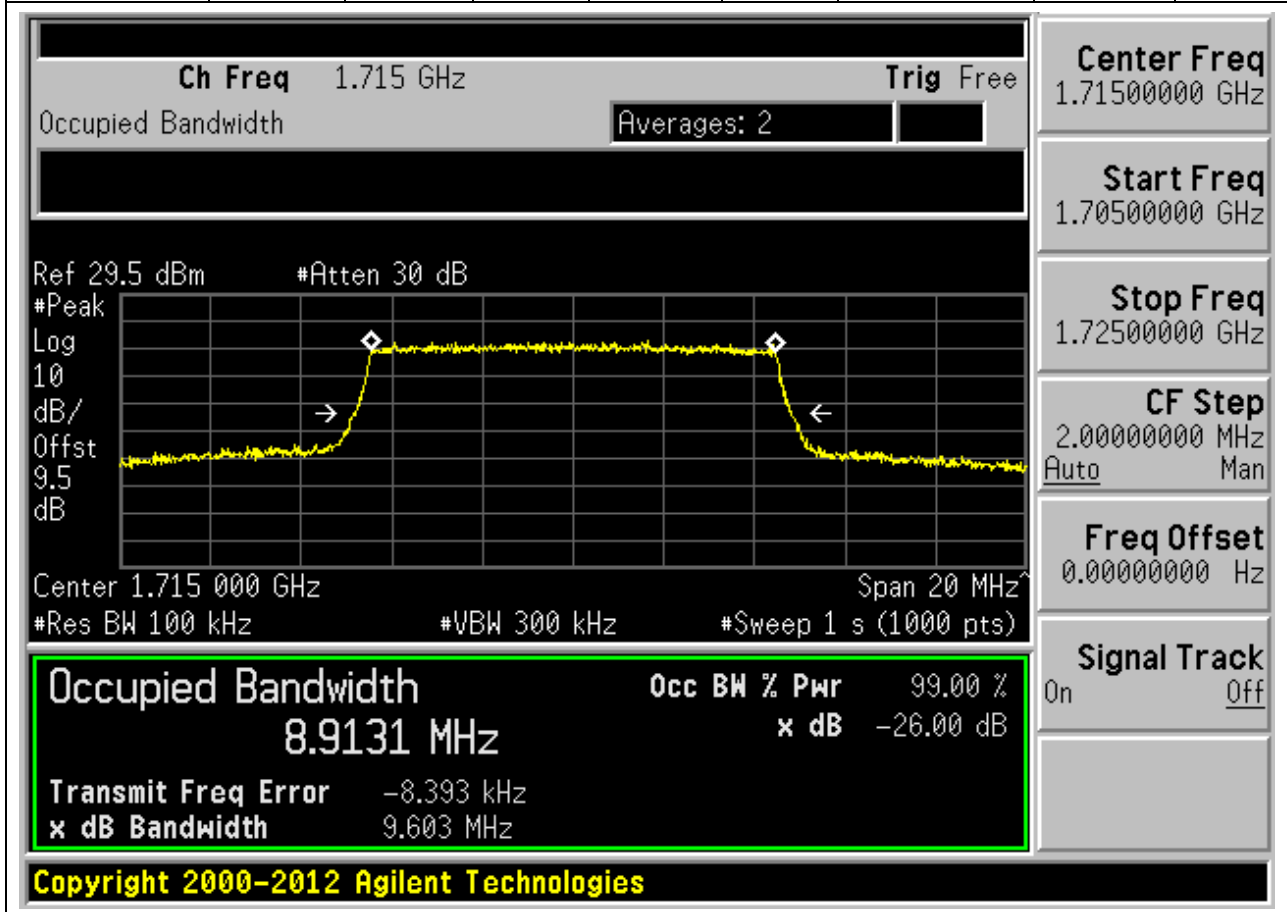 Ch Freq 1.715 GHz Trig Free
Occupied Bandwidth Averages: 2
Ref 29.5 dBm #Atten 30 dB
#Peak
Log
10
dB/
Offst
9.5
dB
Center 1.715 000 GHz Span 20 MHz^
#Res BW 100 kHz #VBW 300 kHz #Sweep 1 s (1000 pts)
Occupied Bandwidth Occ BW % Pwr 99.00 %
8.9131 MHz x dB -26.00 dB
Transmit Freq Error -8.393 kHz
x dB Bandwidth 9.603 MHz
Copyright 2000-2012 Agilent Technologies
Center Freq
1.71500000 GHz
Start Freq
1.70500000 GHz
Stop Freq
1.72500000 GHz
CF Step
2.00000000 MHz
Auto Man
Freq Offset
0.00000000 Hz
Signal Track
On Off